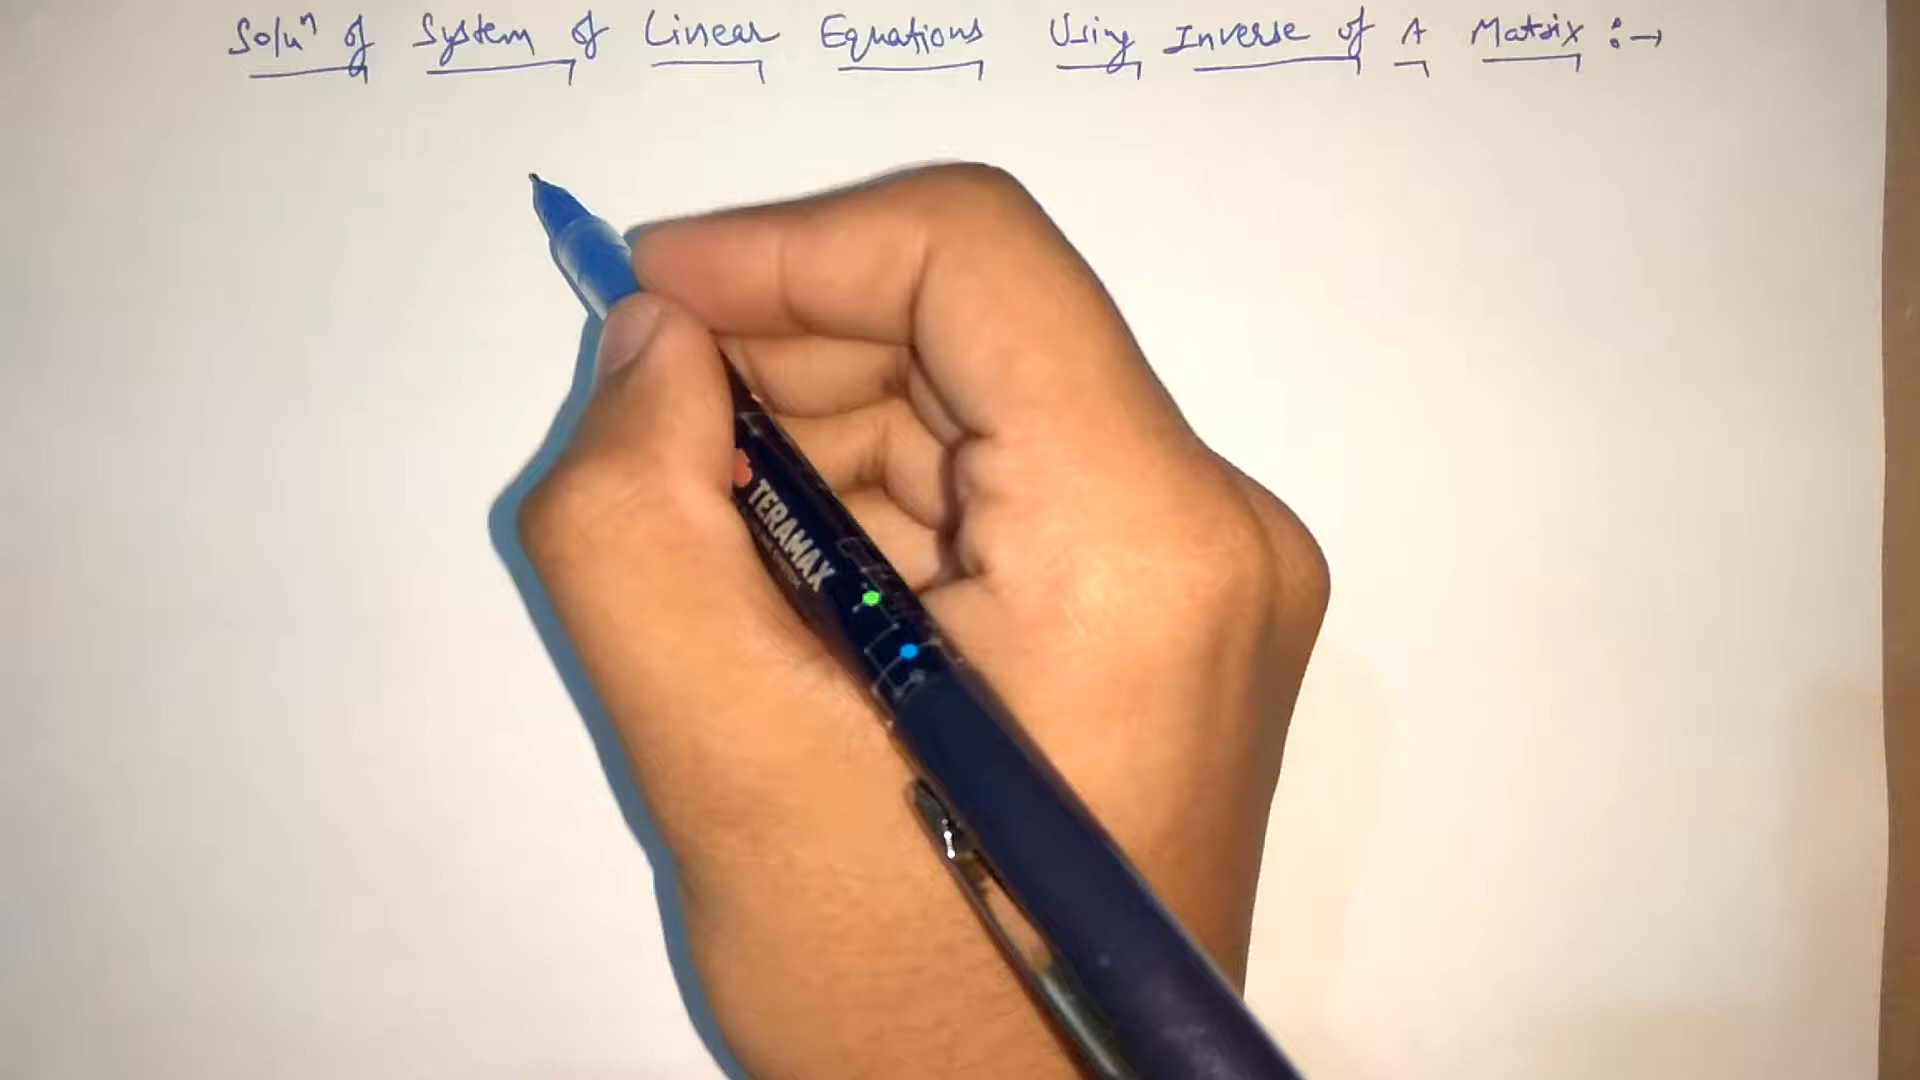 Soluⁿ of System of Linear Equations Using Inverse of A Matrix :→
TERAMAX